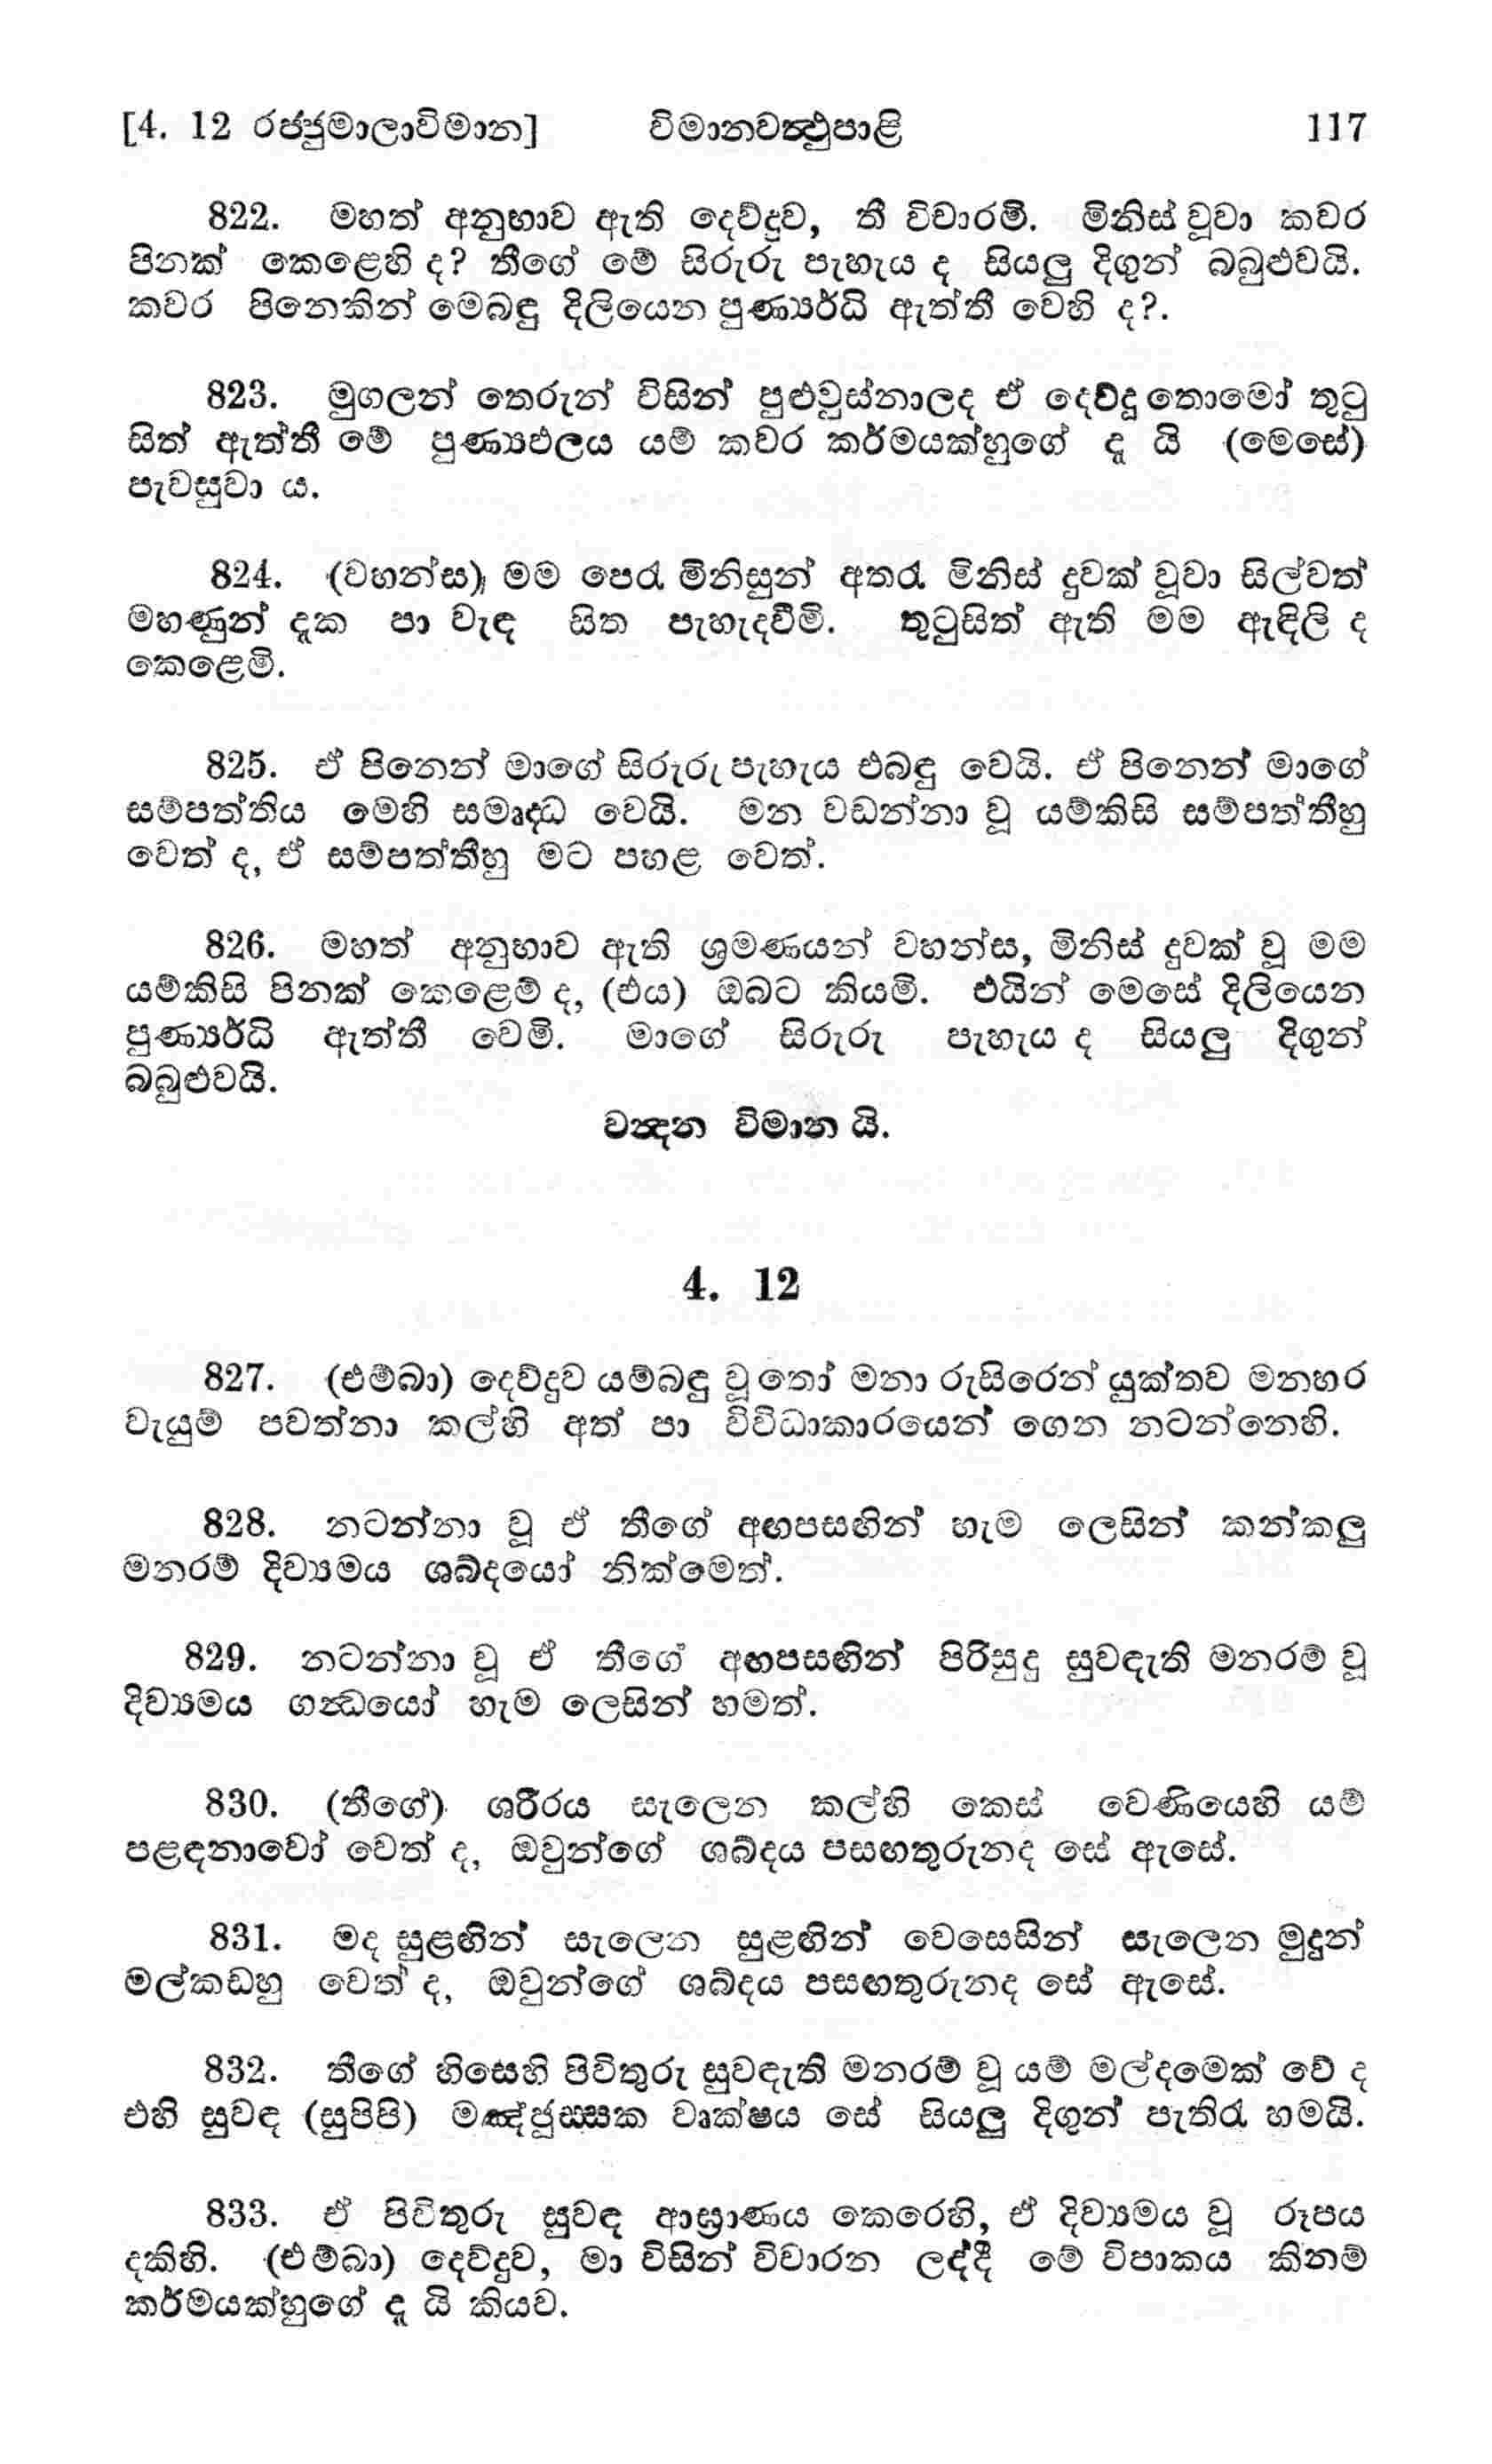 [4. 12 රජ්ජුමාලාවිමාන] විමානවත්‍ථුපාළි 117
822. මහත් අනුභාව ඇති දෙව්දුව, තී විචාරමි. මිනිස් වූවා කවර
පිනක් කෙළෙහි ද? තීගේ මේ සිරුරු පැහැය ද සියලු දිගුන් බබුළුවයි.
කවර පිනෙකින් මෙබඳු දිලියෙන පුණ්‍යර්ධි ඇත්තී වෙහි ද?.
823. මුගලන් තෙරුන් විසින් පුළුවුස්නාලද ඒ දෙව්දූ තොමෝ තුටු
සිත් ඇත්තී මේ පුණ්‍යඵලය යම් කවර කර්මයක්හුගේ දැ යි (මෙසේ)
පැවසුවා ය.
824. (වහන්ස) මම පෙරැ මිනිසුන් අතරැ මිනිස් දුවක් වූවා සිල්වත්
මහණුන් දැක පා වැඳ සිත පැහැදවීමි. තුටුසිත් ඇති මම ඇඳිලි ද
කෙළෙමි.
825. ඒ පිනෙන් මාගේ සිරුරු පැහැය එබඳු වෙයි. ඒ පිනෙන් මාගේ
සම්පත්තිය මෙහි සමෘද්ධ වෙයි. මන වඩන්නා වූ යම්කිසි සම්පත්තීහු
වෙත් ද, ඒ සම්පත්තීහු මට පහළ වෙත්.
826. මහත් අනුභාව ඇති ශ්‍රමණයන් වහන්ස, මිනිස් දුවක් වූ මම
යම්කිසි පිනක් කෙළෙම් ද, (එය) ඔබට කියමි. එයින් මෙසේ දිලියෙන
පුණ්‍යර්ධි ඇත්තී වෙමි. මාගේ සිරුරු පැහැය ද සියලු දිගුන්
බබුළුවයි.
වන්‍දන විමාන යි.
4. 12
827. (එම්බා) දෙව්දුව යම්බඳු වූ තෝ මනා රුසිරෙන් යුක්තව මනහර
වැයුම් පවත්නා කල්හි අත් පා විවිධාකාරයෙන් ගෙන නටන්නෙහි.
828. නටන්නා වූ ඒ තීගේ අඟපසඟින් හැම ලෙසින් කන්කලු
මනරම් දිව්‍යමය ශබ්දයෝ නික්මෙත්.
829. නටන්නා වූ ඒ තීගේ අඟපසඟින් පිරිසුදු සුවඳැති මනරම් වූ
දිව්‍යමය ගන්‍ධයෝ හැම ලෙසින් හමත්.
830. (තීගේ) ශරීරය සැලෙන කල්හි කෙස් වෙණියෙහි යම්
පළඳනාවෝ වෙත් ද, ඔවුන්ගේ ශබ්දය පසඟතුරුනද සේ ඇසේ.
831. මද සුළඟින් සැලෙන සුළඟින් වෙසෙසින් සැලෙන මුදුන්
මල්කඩහු වෙත් ද, ඔවුන්ගේ ශබ්දය පසඟතුරුනද සේ ඇසේ.
832. තීගේ හිසෙහි පිවිතුරු සුවඳැති මනරම් වූ යම් මල්දමෙක් වේ ද
එහි සුවඳ (සුපිපි) මඤ්ජුස්සක වෘක්ෂය සේ සියලු දිගුන් පැතිරැ හමයි.
833. ඒ පිවිතුරු සුවඳ ආඝ්‍රාණය කෙරෙහි, ඒ දිව්‍යමය වූ රූපය
දකිහි. (එම්බා) දෙව්දුව, මා විසින් විචාරන ලද්දී මේ විපාකය කිනම්
කර්මයක්හුගේ දැ යි කියව.